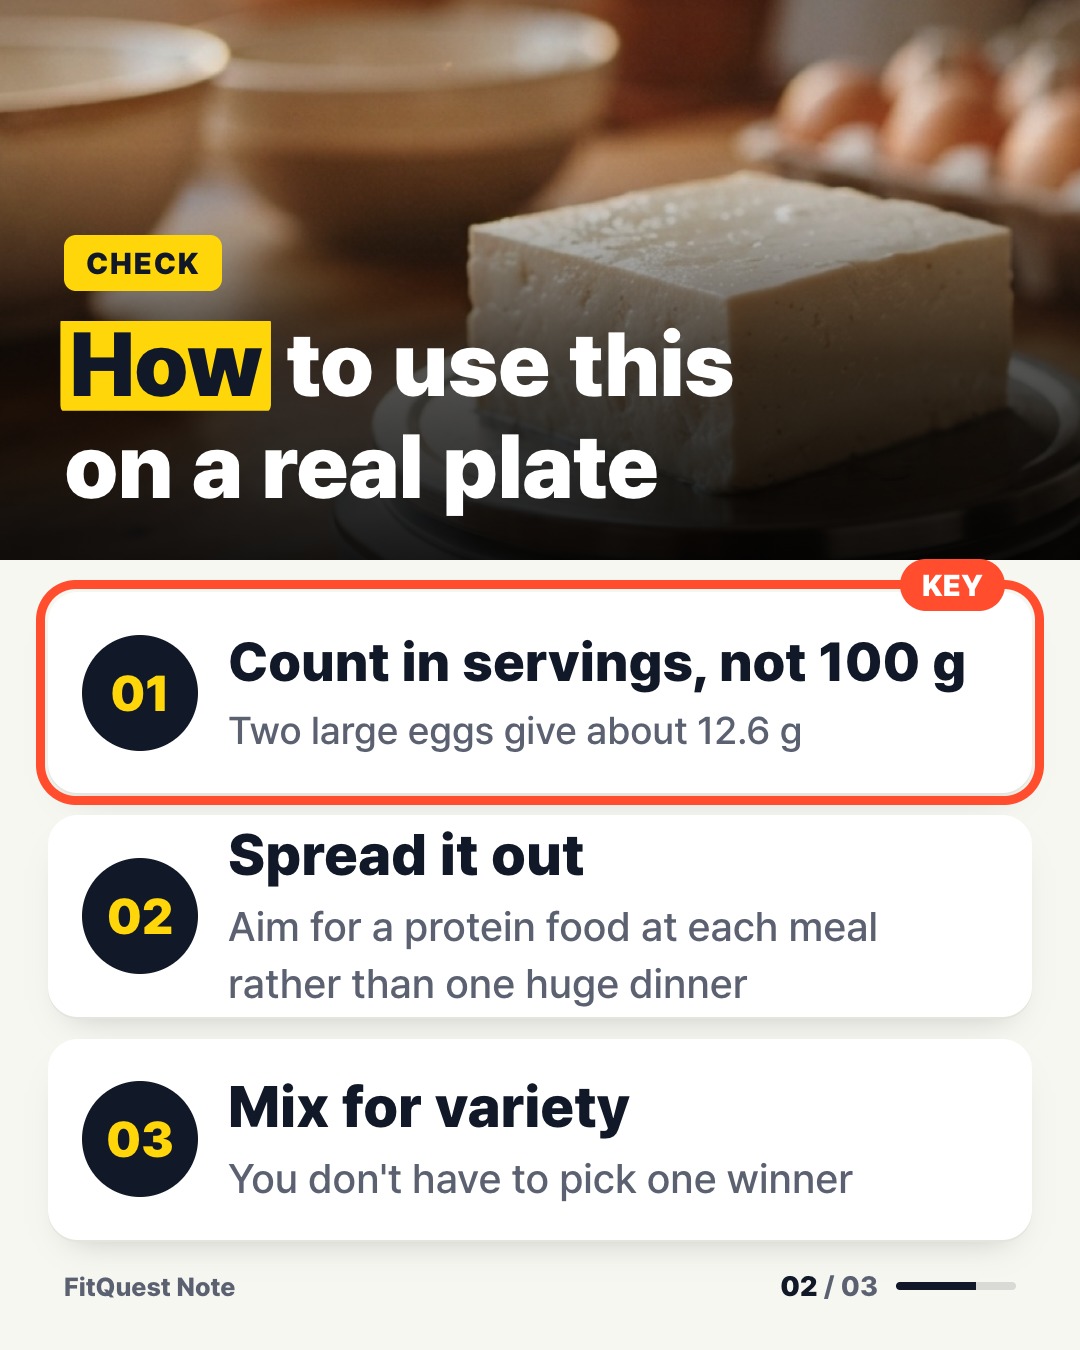 CHECK
How to use this
on a real plate
KEY
01
Count in servings, not 100 g
Two large eggs give about 12.6 g
02
Spread it out
Aim for a protein food at each meal
rather than one huge dinner
03
Mix for variety
You don't have to pick one winner
FitQuest Note
02 / 03